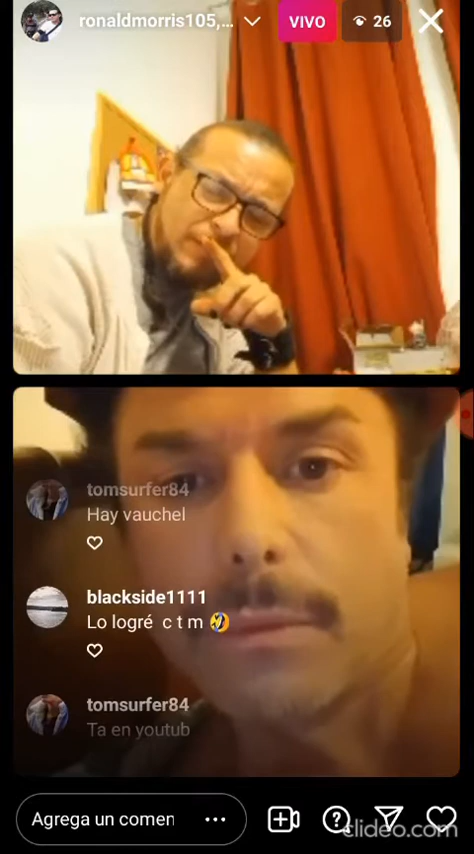 ronaldmorris105,...
VIVO
26
tomsurfer84
Hay vauchel
blackside1111
Lo logré c t m 🤣
tomsurfer84
Ta en youtub
Agrega un comen
clideo.com